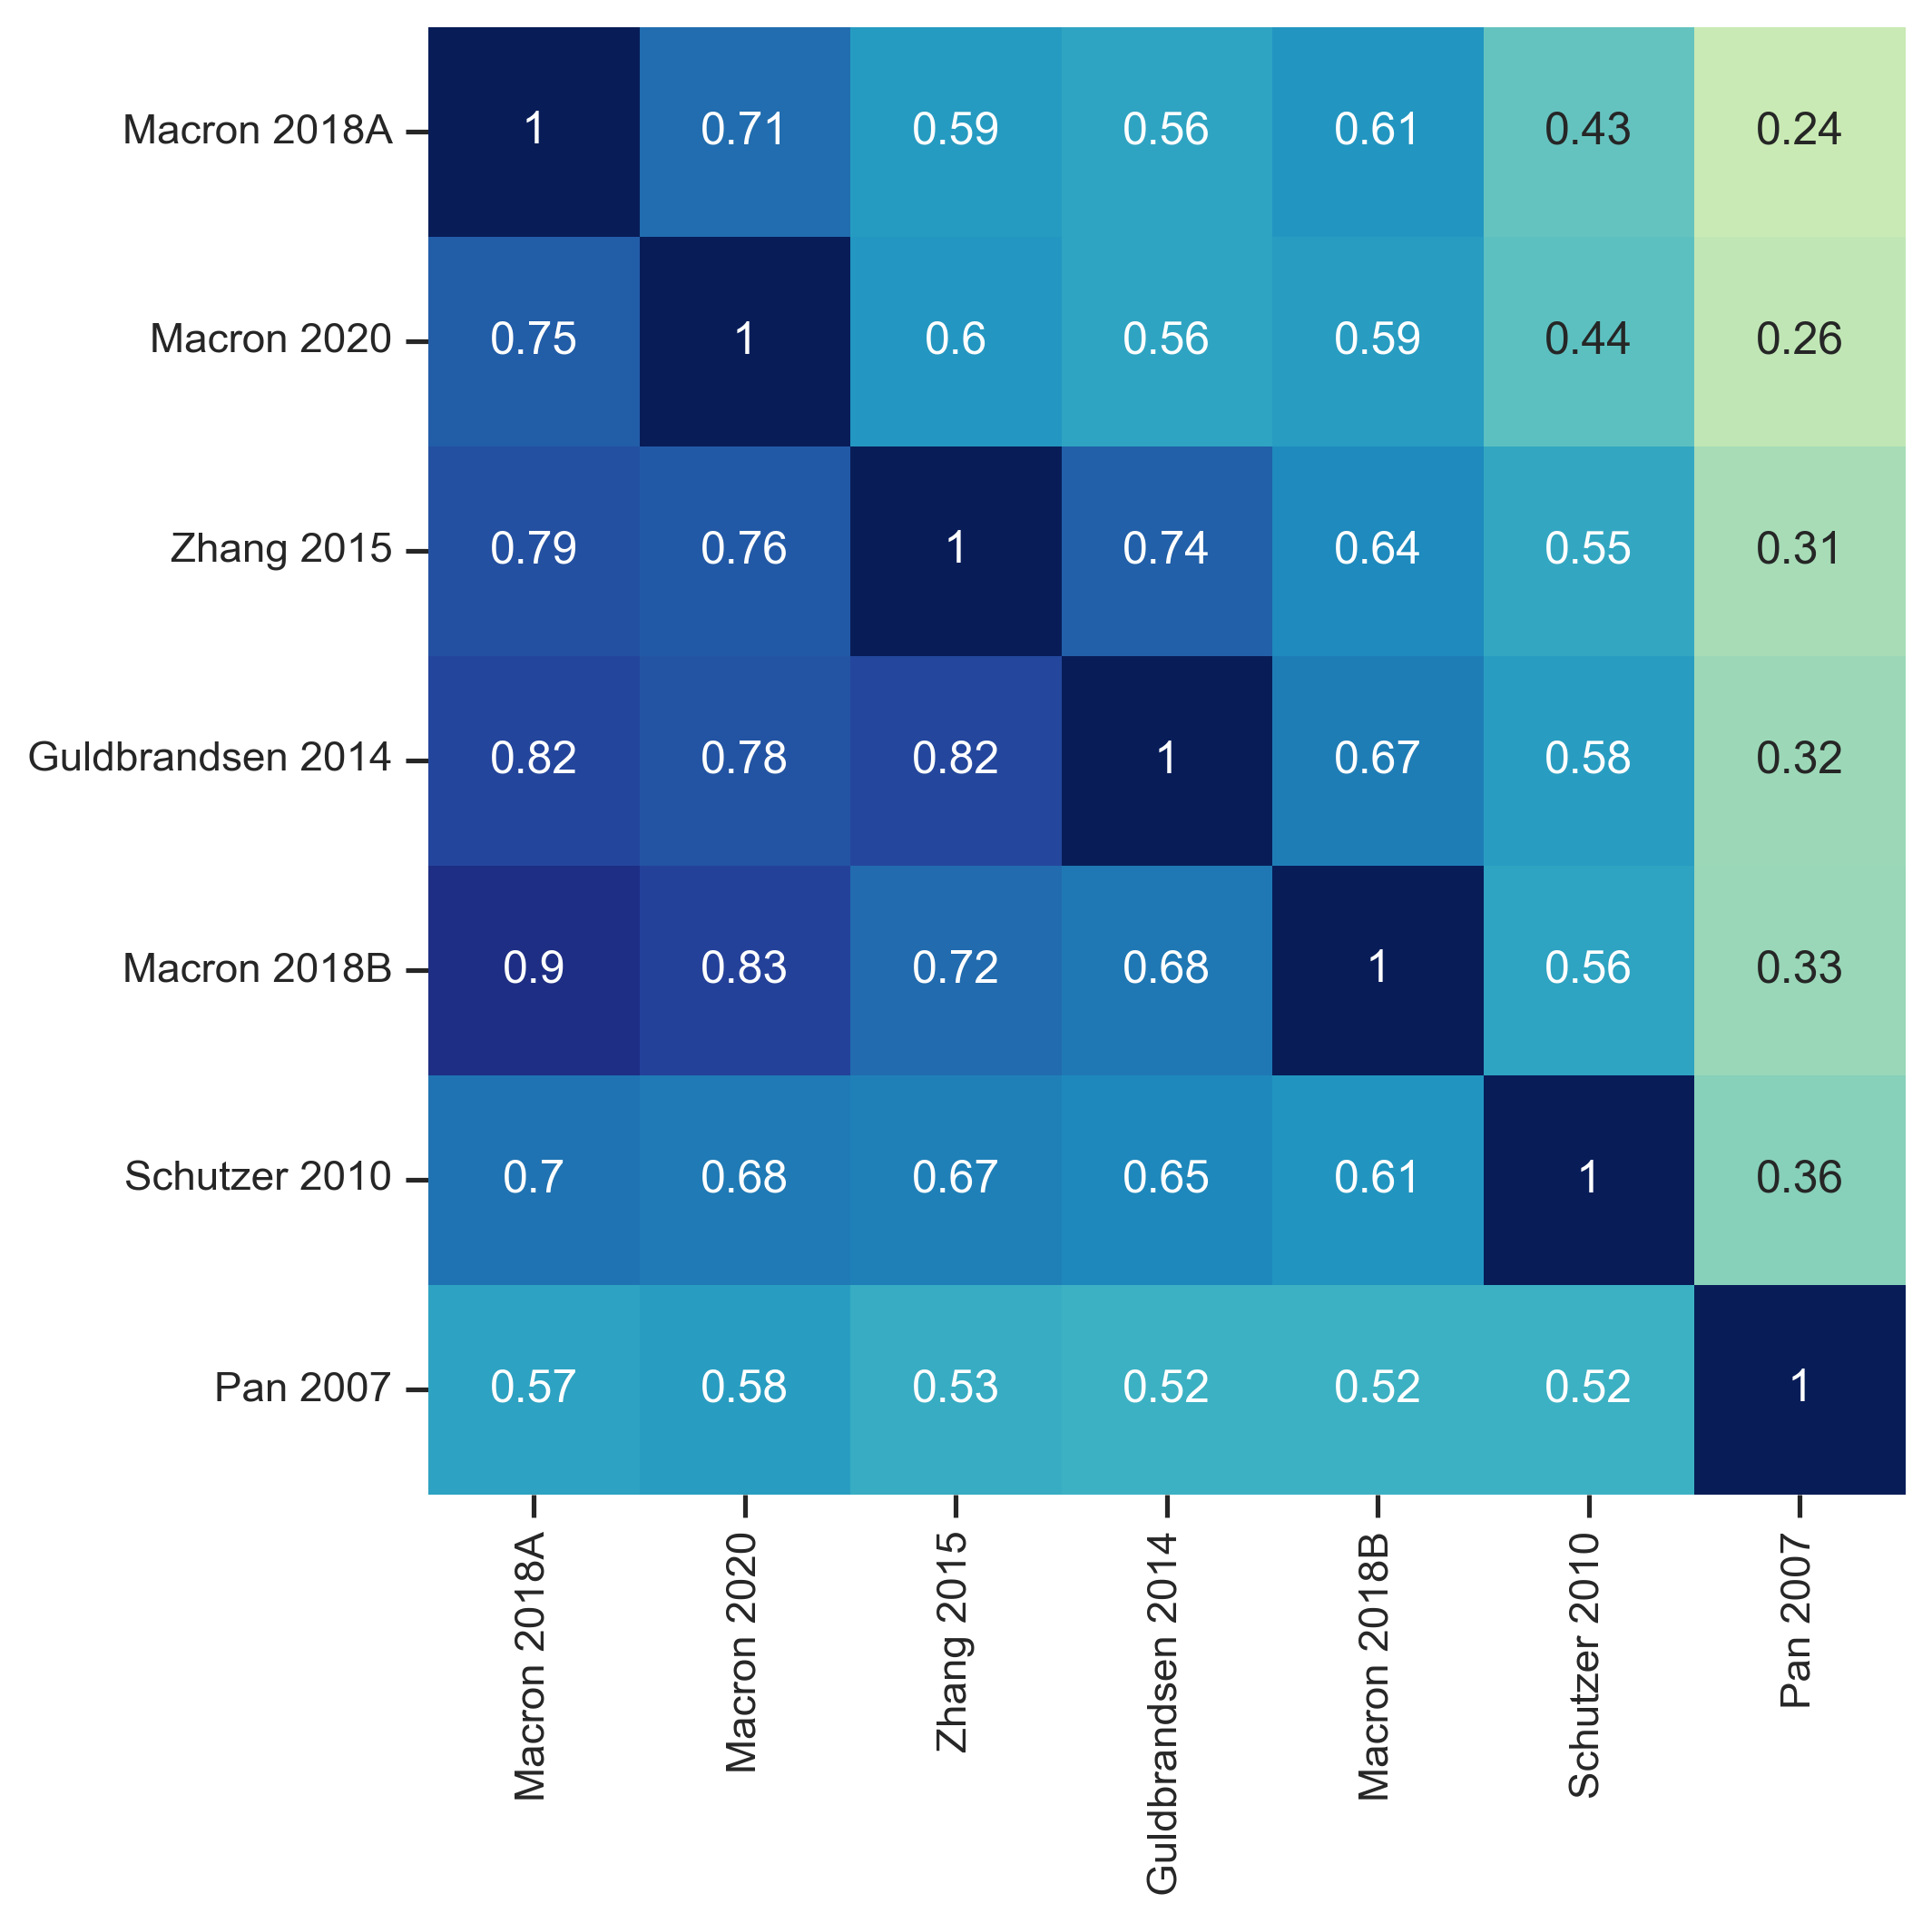 Macron 2018A 1 0.71 0.59 0.56 0.61 0.43 0.24
Macron 2020 0.75 1 0.6 0.56 0.59 0.44 0.26
Zhang 2015 0.79 0.76 1 0.74 0.64 0.55 0.31
Guldbrandsen 2014 0.82 0.78 0.82 1 0.67 0.58 0.32
Macron 2018B 0.9 0.83 0.72 0.68 1 0.56 0.33
Schutzer 2010 0.7 0.68 0.67 0.65 0.61 1 0.36
Pan 2007 0.57 0.58 0.53 0.52 0.52 0.52 1
Macron 2018A
Macron 2020
Zhang 2015
Guldbrandsen 2014
Macron 2018B
Schutzer 2010
Pan 2007